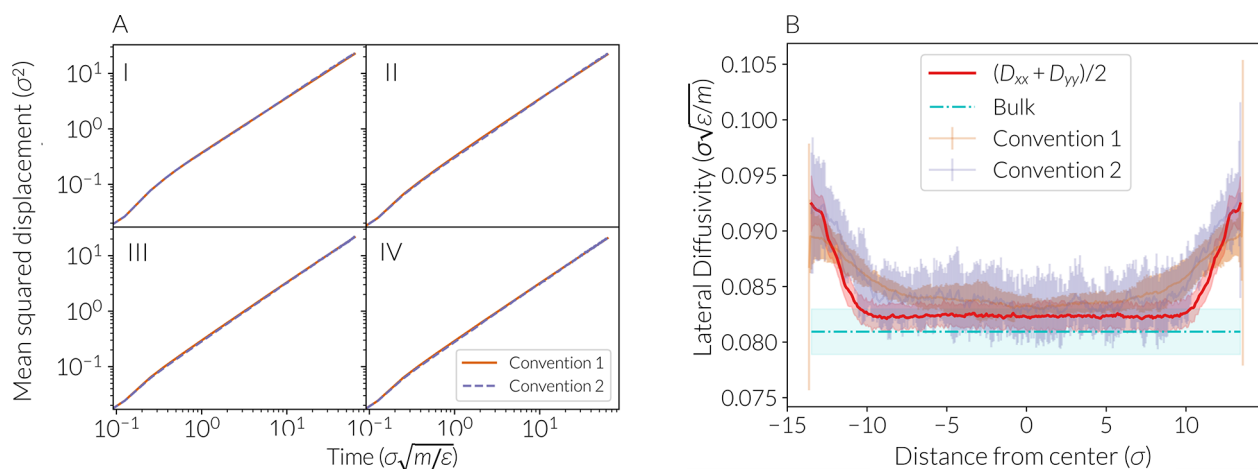 A
Mean squared displacement (σ²)
I
II
III
IV
10¹
10⁰
10⁻¹
10¹
10⁰
10⁻¹
Convention 1
Convention 2
10⁻¹ 10⁰ 10¹ 10⁻¹ 10⁰ 10¹
Time (σ√m/ε)
B
Lateral Diffusivity (σ√ε/m)
0.105
0.100
0.095
0.090
0.085
0.080
0.075
(Dxx + Dyy)/2
Bulk
Convention 1
Convention 2
−15 −10 −5 0 5 10
Distance from center (σ)